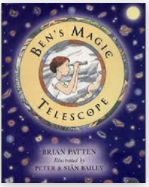 BEN'S MAGIC
TELESCOPE
BRIAN PATTEN
Illustrated by
PETER & SIÂN BAILEY